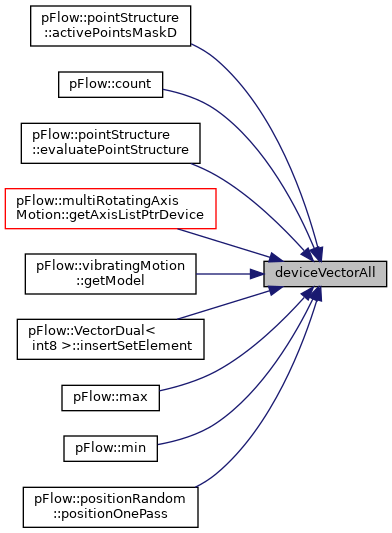 pFlow::pointStructure
::activePointsMaskD
pFlow::count
pFlow::pointStructure
::evaluatePointStructure
pFlow::multiRotatingAxis
Motion::getAxisListPtrDevice
deviceVectorAll
pFlow::vibratingMotion
::getModel
pFlow::VectorDual<
int8 >::insertSetElement
pFlow::max
pFlow::min
pFlow::positionRandom
::positionOnePass